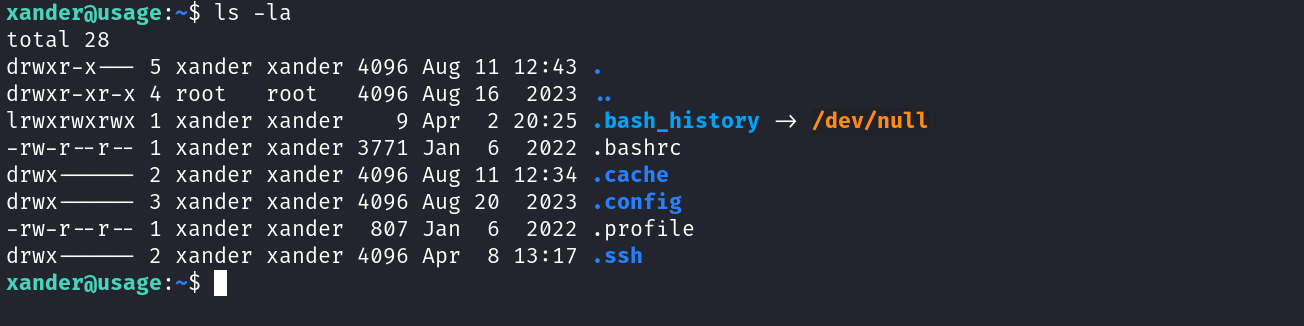 xander@usage:~$ ls -la
total 28
drwxr-x--- 5 xander xander 4096 Aug 11 12:43 .
drwxr-xr-x 4 root   root   4096 Aug 16  2023 ..
lrwxrwxrwx 1 xander xander    9 Apr  2 20:25 .bash_history -> /dev/null
-rw-r--r-- 1 xander xander 3771 Jan  6  2022 .bashrc
drwx------ 2 xander xander 4096 Aug 11 12:34 .cache
drwx------ 3 xander xander 4096 Aug 20  2023 .config
-rw-r--r-- 1 xander xander  807 Jan  6  2022 .profile
drwx------ 2 xander xander 4096 Apr  8 13:17 .ssh
xander@usage:~$